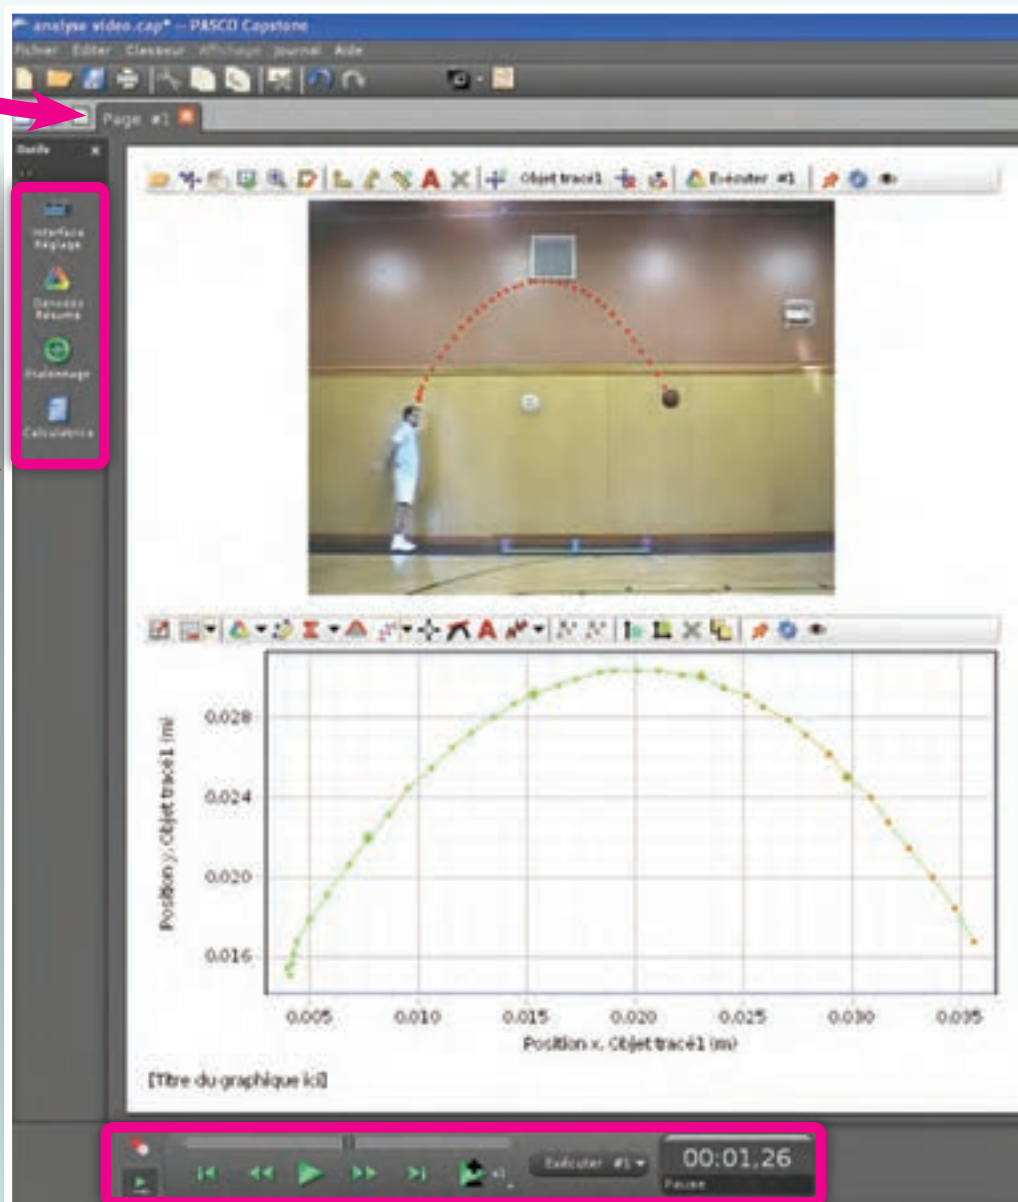 analyse video.cap* — PASCO Capstone
Fichier Editer Classeur Affichage Journal Aide
Page #1
Outils
Interface
Réglage
Données
Résumé
Etalonnage
Calculatrice
Objet tracé1
Exécuter #1
Position y, Objet tracé1 (m)
0.028
0.024
0.020
0.016
0.005 0.010 0.015 0.020 0.025 0.030 0.035
Position x, Objet tracé1 (m)
[Titre du graphique ici]
Exécuter #1
00:01,26
Pause